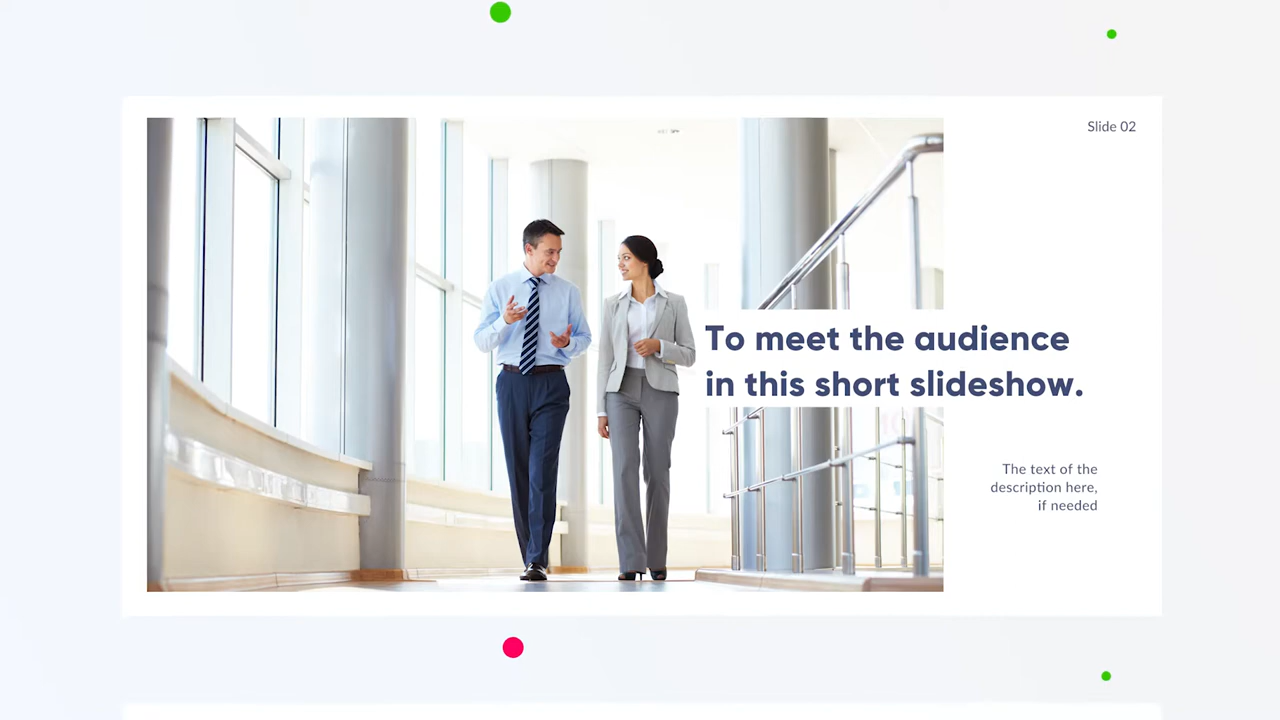 Slide 02
To meet the audience
in this short slideshow.
The text of the
description here,
if needed